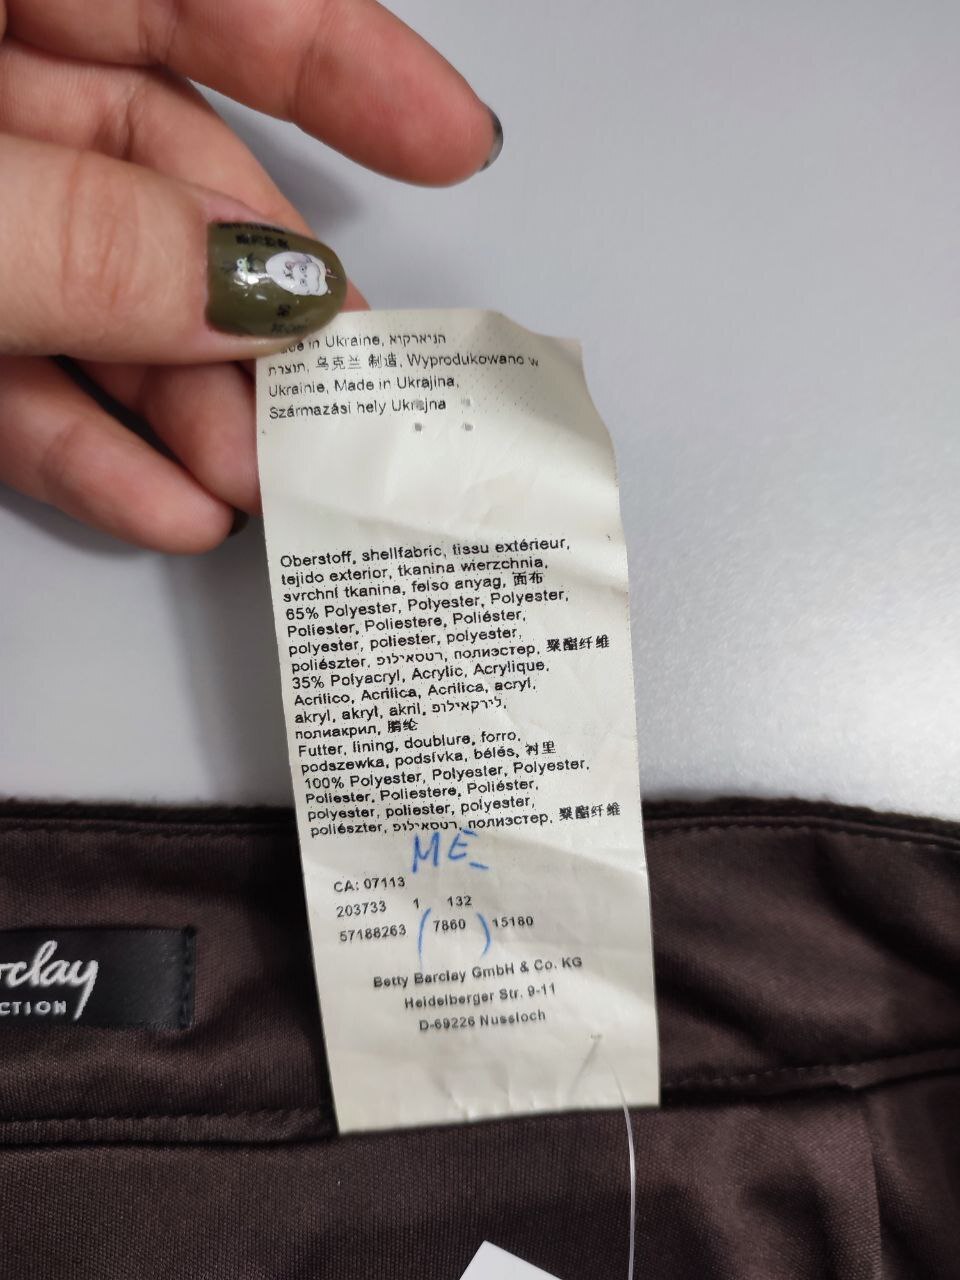 in Ukraine, הניארקוא
תוצרת, 乌克兰 制造, Wyprodukowano w
Ukrainie, Made in Ukrajina,
Származási hely Ukrajna
Oberstoff, shellfabric, tissu extérieur,
tejido exterior, tkanina wierzchnia,
svrchní tkanina, felso anyag, 面布
65% Polyester, Polyester, Polyester,
Poliester, Poliestere, Poliéster,
polyester, poliester, polyester,
poliészter, רטסאילופ, полиэстер, 聚酯纤维
35% Polyacryl, Acrylic, Acrylique,
Acrilico, Acrilica, Acrilica, acryl,
akryl, akryl, akril, לירקאילופ,
полиакрил, 腈纶
Futter, lining, doublure, forro,
podszewka, podsívka, bélés, 衬里
100% Polyester, Polyester, Polyester,
Poliester, Poliestere, Poliéster,
polyester, poliester, polyester,
poliészter, רטסאילופ, полиэстер, 聚酯纤维
ME_
CA: 07113
203733 1 132
57188263 (7860) 15180
Betty Barclay GmbH & Co. KG
Heidelberger Str. 9-11
D-69226 Nussloch
rclay
CTION